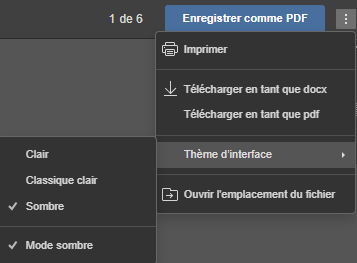 1 de 6
Enregistrer comme PDF
Imprimer
Télécharger en tant que docx
Télécharger en tant que pdf
Thème d'interface
Ouvrir l'emplacement du fichier
Clair
Classique clair
Sombre
Mode sombre